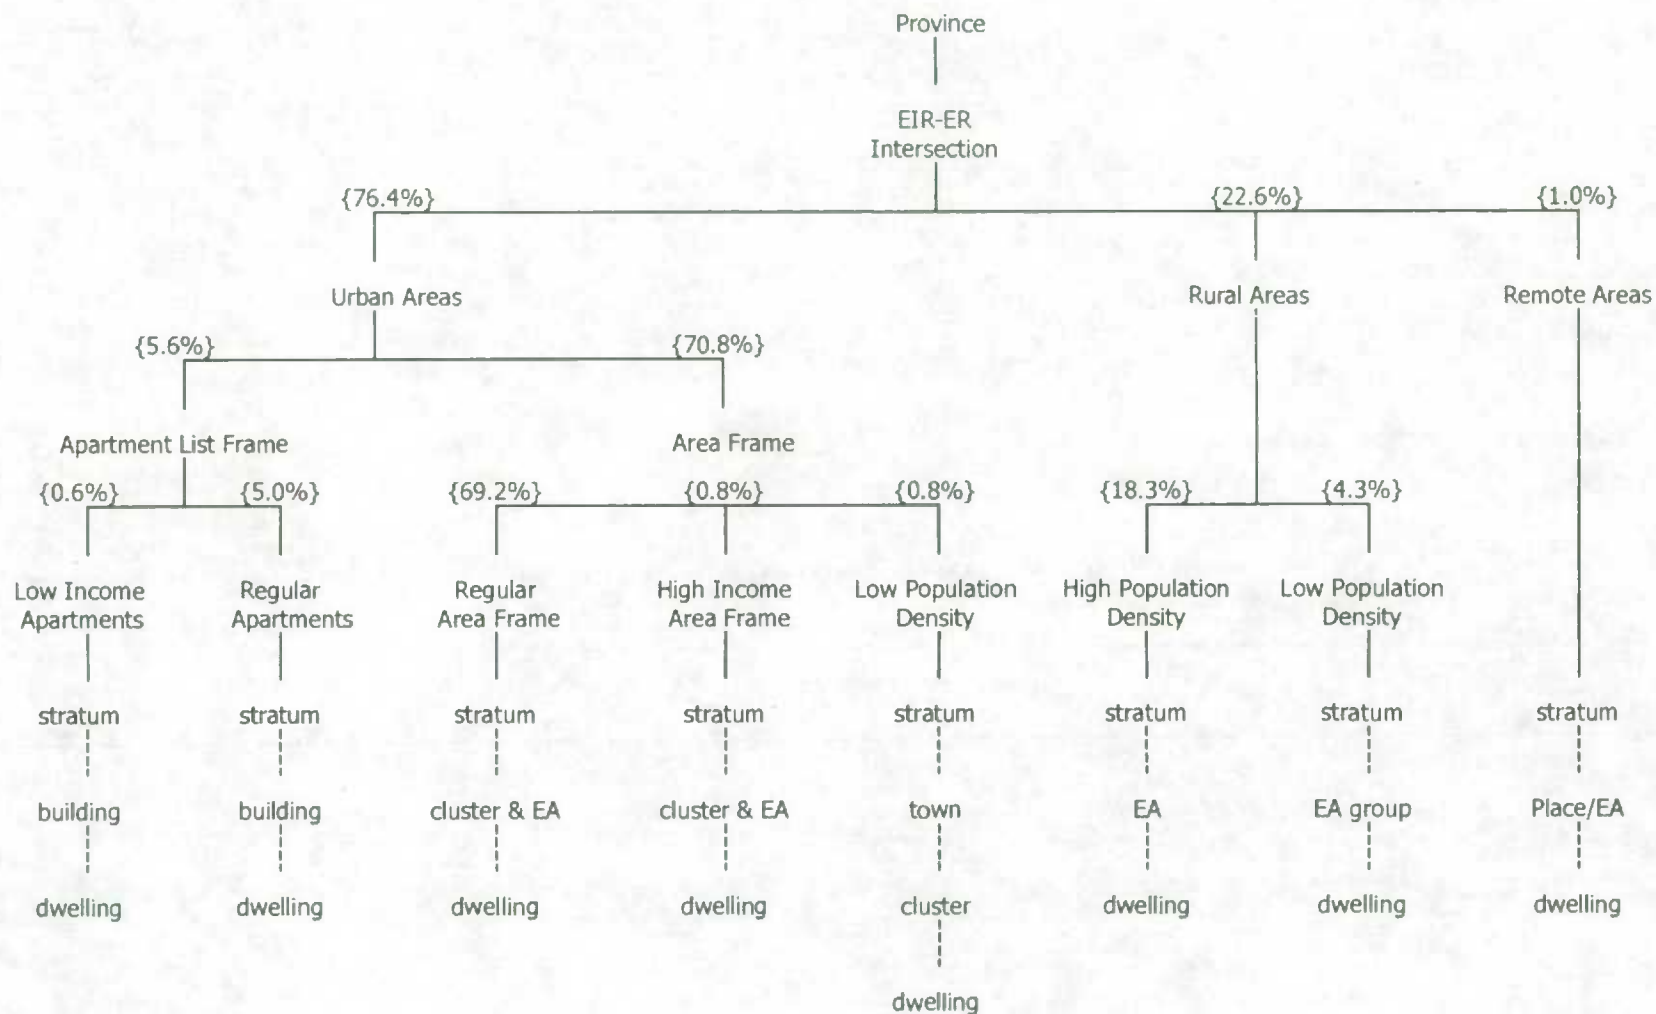 Province
EIR-ER
Intersection
{76.4%} {22.6%} {1.0%}
Urban Areas Rural Areas Remote Areas
{5.6%} {70.8%}
Apartment List Frame Area Frame
{0.6%} {5.0%} {69.2%} {0.8%} {0.8%} {18.3%} {4.3%}
Low Income Regular Regular High Income Low Population High Population Low Population
Apartments Apartments Area Frame Area Frame Density Density Density
stratum stratum stratum stratum stratum stratum stratum stratum
building building cluster & EA cluster & EA town EA EA group Place/EA
dwelling dwelling dwelling dwelling cluster dwelling dwelling dwelling
dwelling